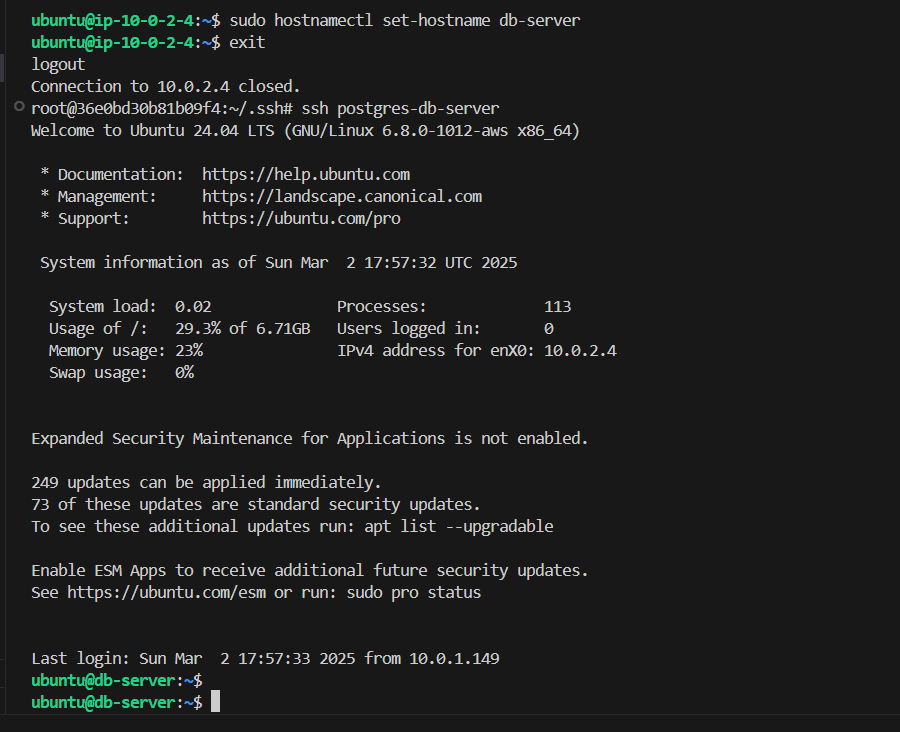 ubuntu@ip-10-0-2-4:~$ sudo hostnamectl set-hostname db-server
ubuntu@ip-10-0-2-4:~$ exit
logout
Connection to 10.0.2.4 closed.
root@36e0bd30b81b09f4:~/.ssh# ssh postgres-db-server
Welcome to Ubuntu 24.04 LTS (GNU/Linux 6.8.0-1012-aws x86_64)

 * Documentation:  https://help.ubuntu.com
 * Management:     https://landscape.canonical.com
 * Support:        https://ubuntu.com/pro

 System information as of Sun Mar  2 17:57:32 UTC 2025

  System load:  0.02              Processes:             113
  Usage of /:   29.3% of 6.71GB   Users logged in:       0
  Memory usage: 23%               IPv4 address for enX0: 10.0.2.4
  Swap usage:   0%


Expanded Security Maintenance for Applications is not enabled.

249 updates can be applied immediately.
73 of these updates are standard security updates.
To see these additional updates run: apt list --upgradable

Enable ESM Apps to receive additional future security updates.
See https://ubuntu.com/esm or run: sudo pro status


Last login: Sun Mar  2 17:57:33 2025 from 10.0.1.149
ubuntu@db-server:~$
ubuntu@db-server:~$